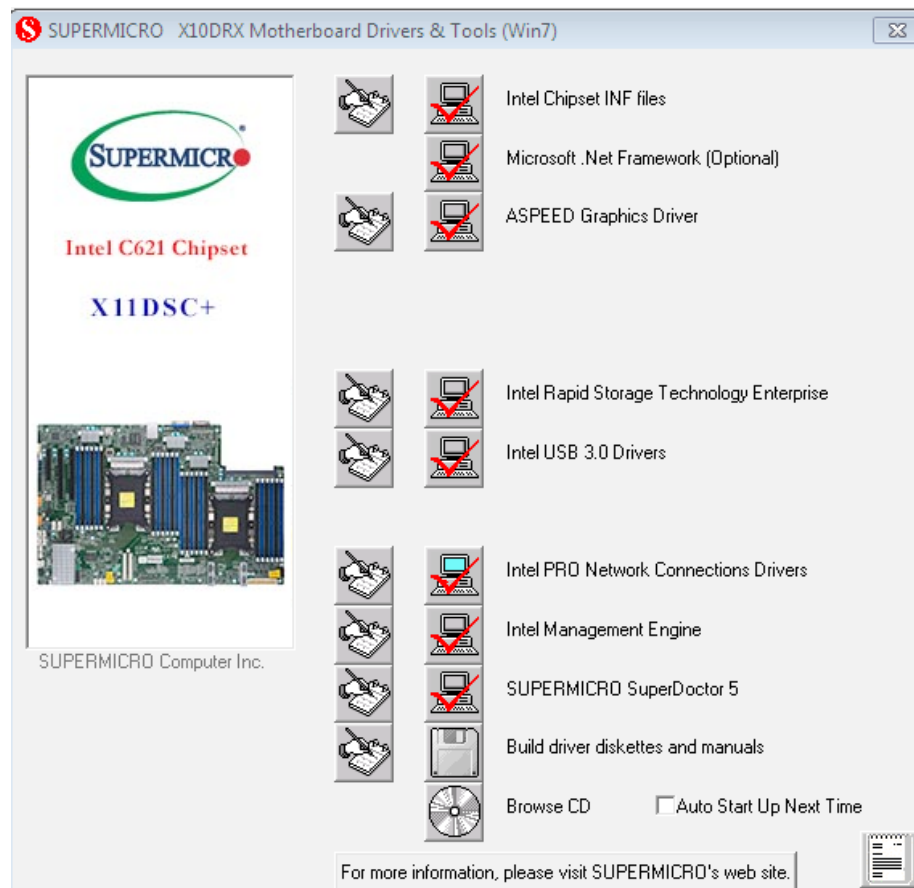 SUPERMICRO X10DRX Motherboard Drivers & Tools (Win7)
SUPERMICRO
Intel C621 Chipset
X11DSC+
SUPERMICRO Computer Inc.
Intel Chipset INF files
Microsoft .Net Framework (Optional)
ASPEED Graphics Driver
Intel Rapid Storage Technology Enterprise
Intel USB 3.0 Drivers
Intel PRO Network Connections Drivers
Intel Management Engine
SUPERMICRO SuperDoctor 5
Build driver diskettes and manuals
Browse CD Auto Start Up Next Time
For more information, please visit SUPERMICRO's web site.